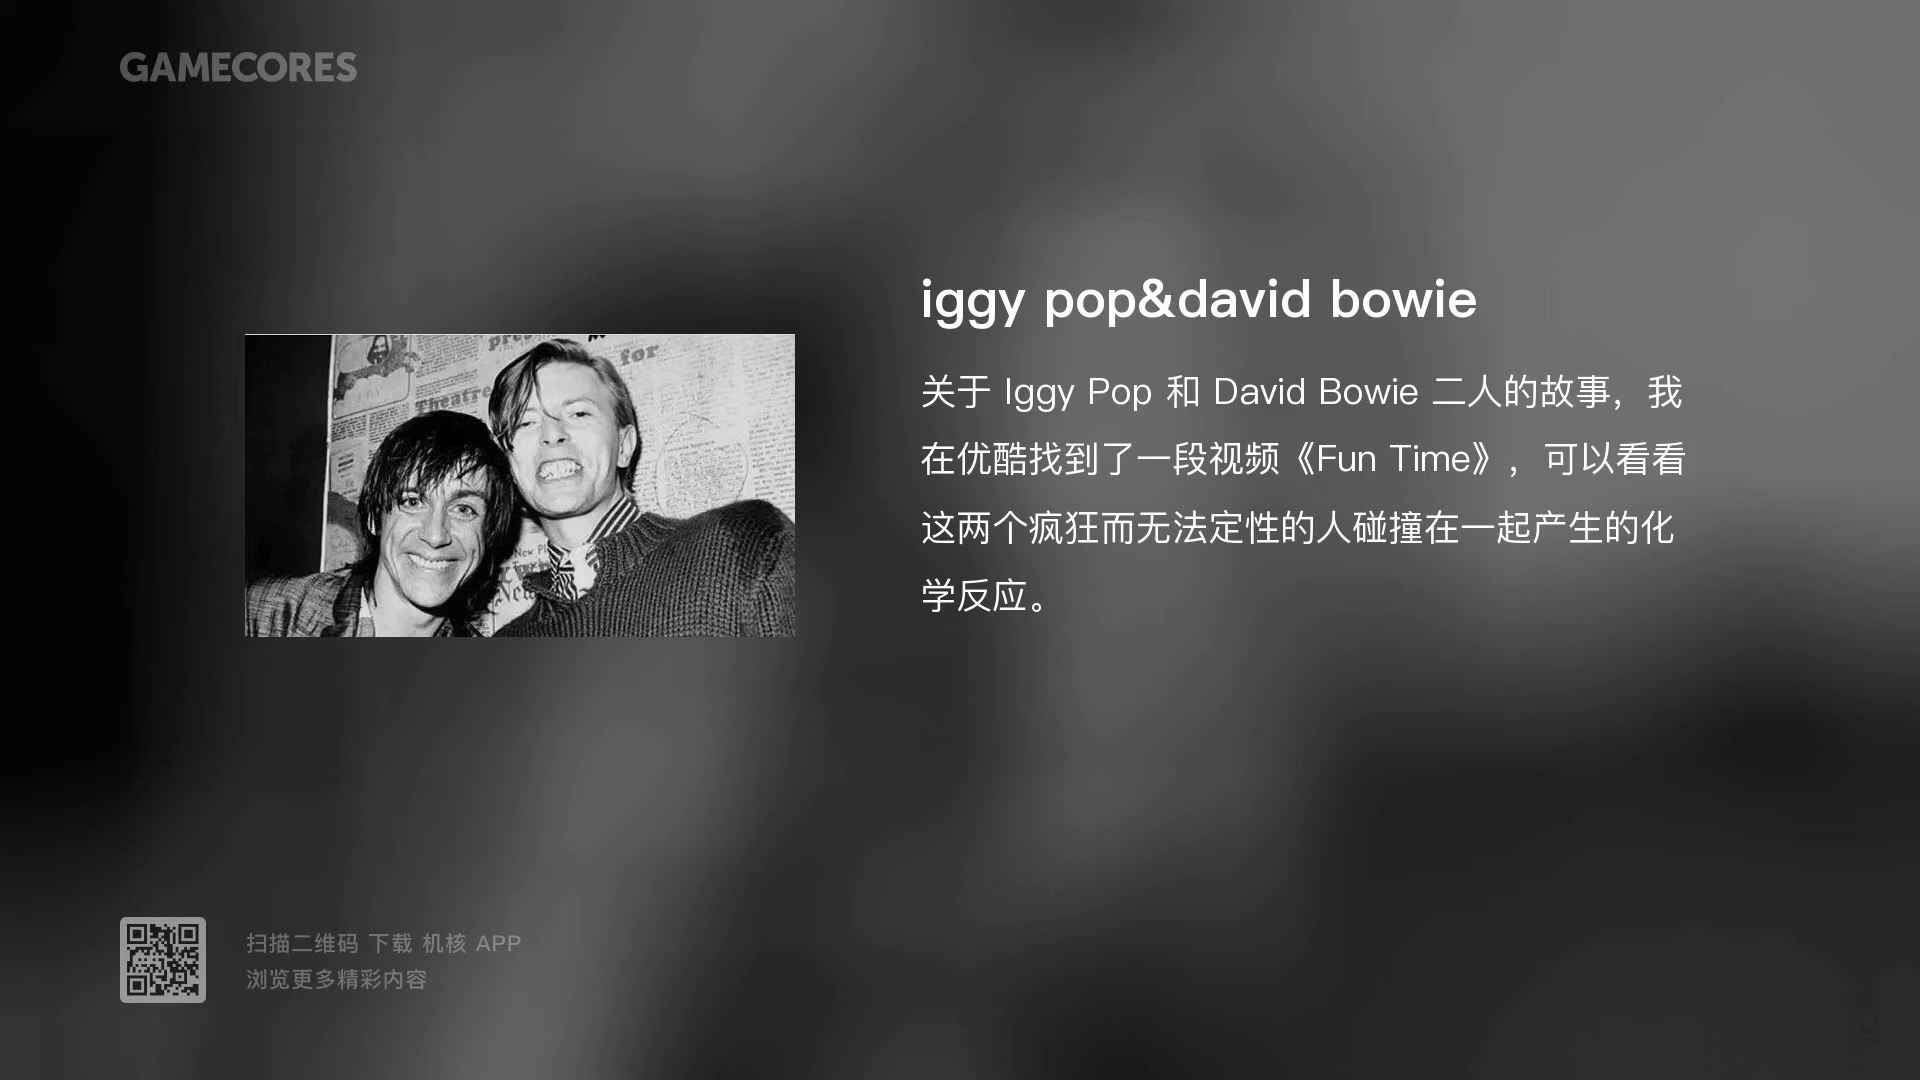 GAMECORES
iggy pop&david bowie
关于 Iggy Pop 和 David Bowie 二人的故事，我
在优酷找到了一段视频《Fun Time》，可以看看
这两个疯狂而无法定性的人碰撞在一起产生的化
学反应。
for
Theatre
New Pl
扫描二维码 下载 机核 APP
浏览更多精彩内容